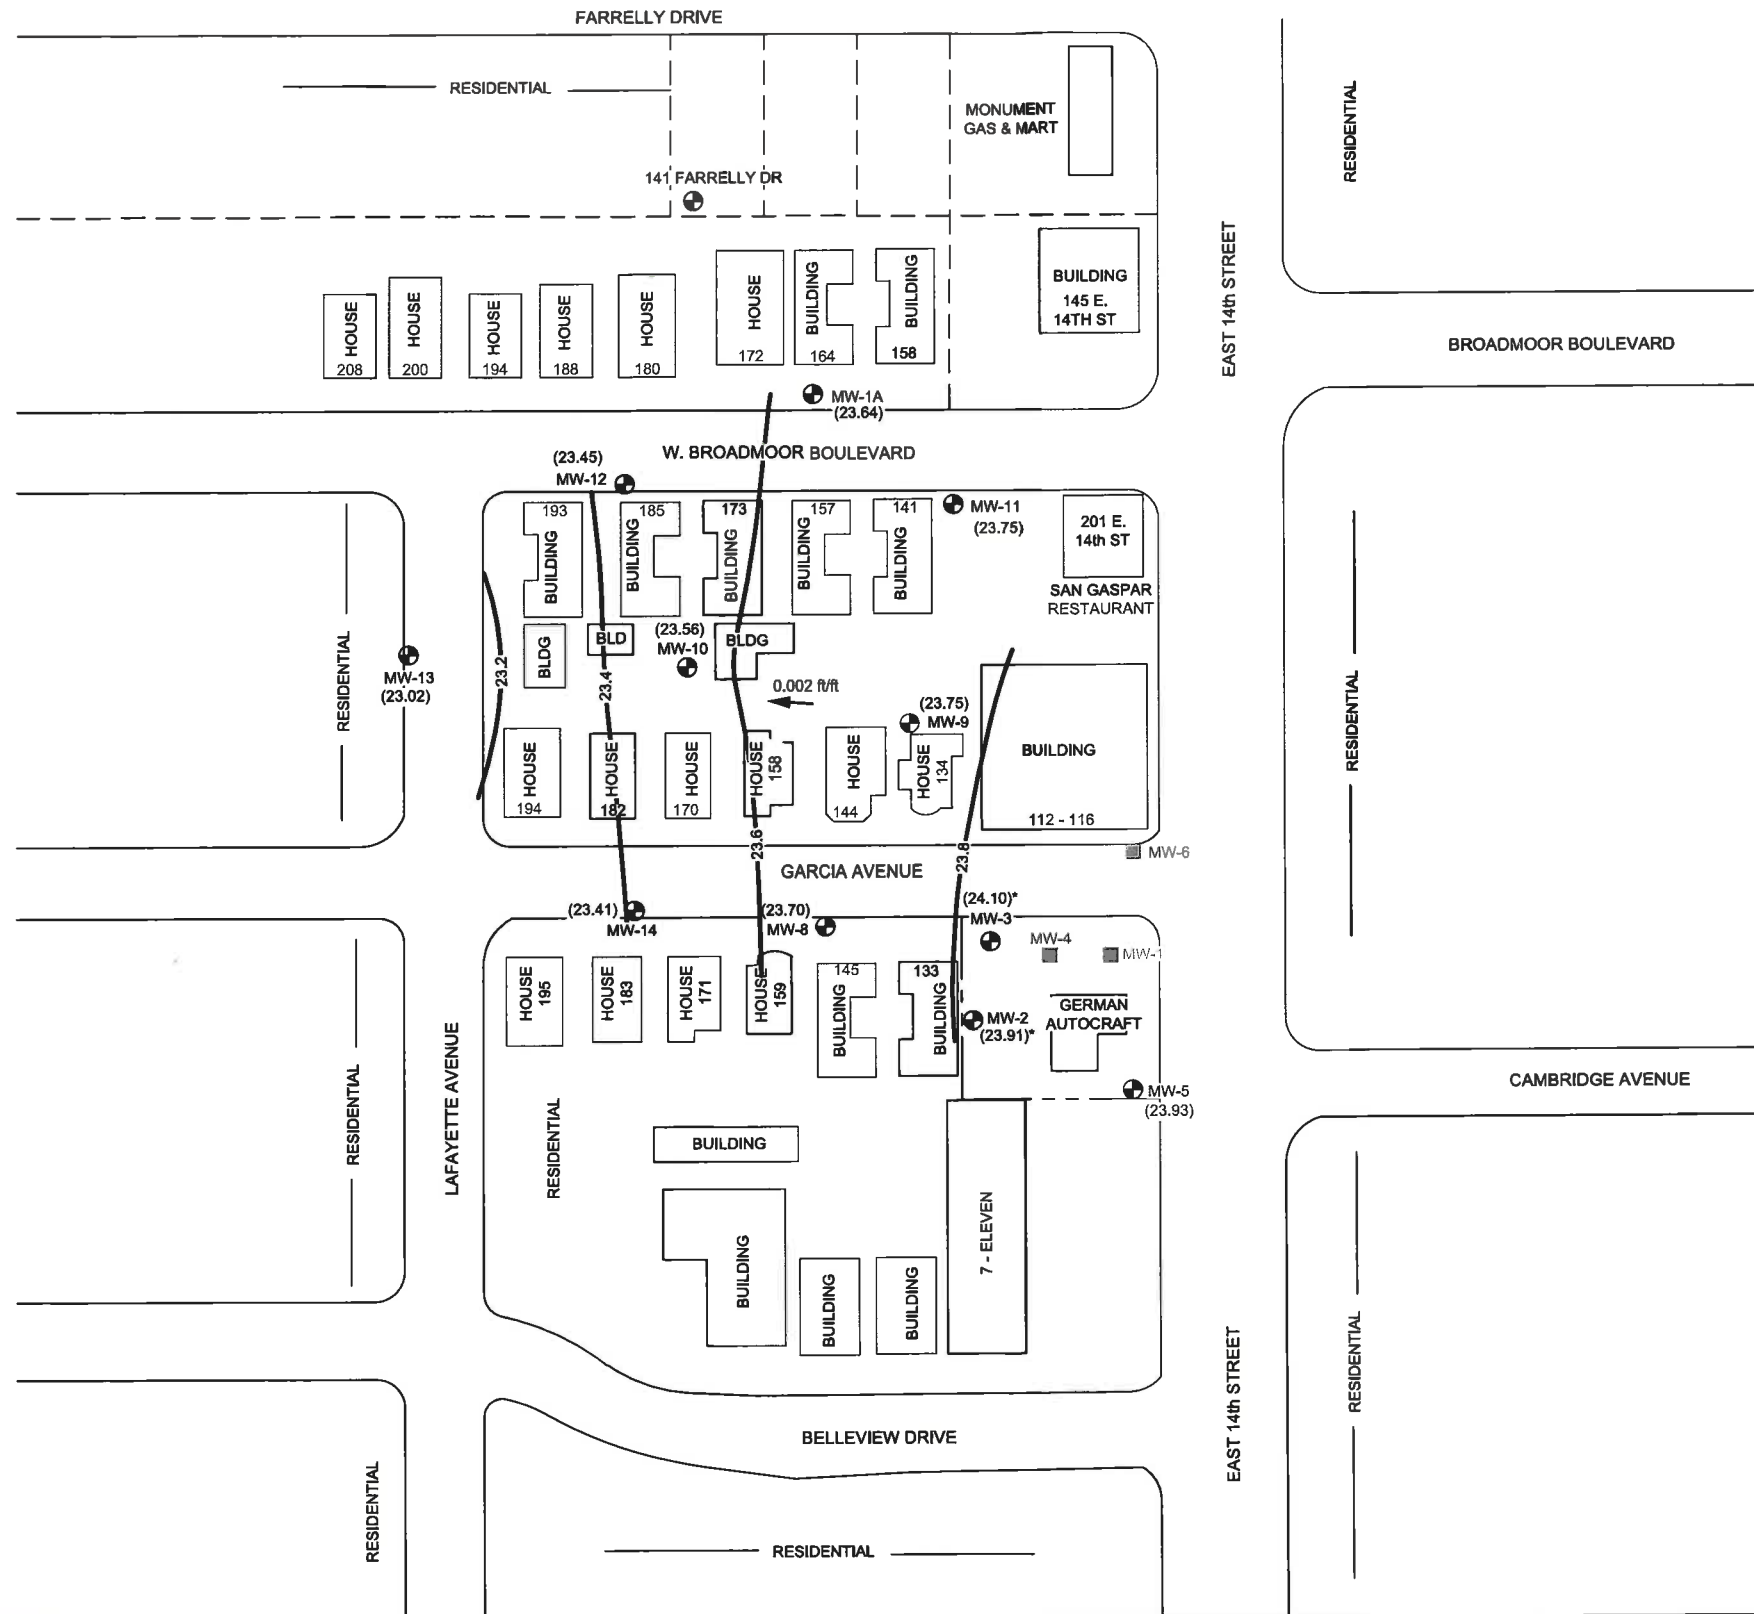 FARRELLY DRIVE
RESIDENTIAL
MONUMENT
GAS & MART
RESIDENTIAL
141 FARRELLY DR
EAST 14th STREET
BUILDING
145 E.
14TH ST
HOUSE
208
HOUSE
200
HOUSE
194
HOUSE
188
HOUSE
180
HOUSE
172
BUILDING
164
BUILDING
158
BROADMOOR BOULEVARD
MW-1A
(23.64)
W. BROADMOOR BOULEVARD
(23.45)
MW-12
193
BUILDING
185
BUILDING
173
BUILDING
157
BUILDING
141
BUILDING
MW-11
(23.75)
201 E.
14th ST
SAN GASPAR
RESTAURANT
RESIDENTIAL
MW-13
(23.02)
23.2
BLDG
BLD
23.4
(23.56)
MW-10
BLDG
0.002 ft/ft
(23.75)
MW-9
RESIDENTIAL
HOUSE
194
HOUSE
182
HOUSE
170
HOUSE
158
HOUSE
144
HOUSE
134
BUILDING
112 - 116
23.6
23.8
MW-6
GARCIA AVENUE
(23.41)
MW-14
(23.70)
MW-8
(24.10)*
MW-3
MW-4
MW-1
HOUSE
195
HOUSE
183
HOUSE
171
HOUSE
159
145
BUILDING
133
BUILDING
MW-2
(23.91)*
GERMAN
AUTOCRAFT
MW-5
(23.93)
CAMBRIDGE AVENUE
LAFAYETTE AVENUE
RESIDENTIAL
RESIDENTIAL
BUILDING
BUILDING
BUILDING
BUILDING
7 - ELEVEN
RESIDENTIAL
EAST 14th STREET
BELLEVIEW DRIVE
RESIDENTIAL
RESIDENTIAL